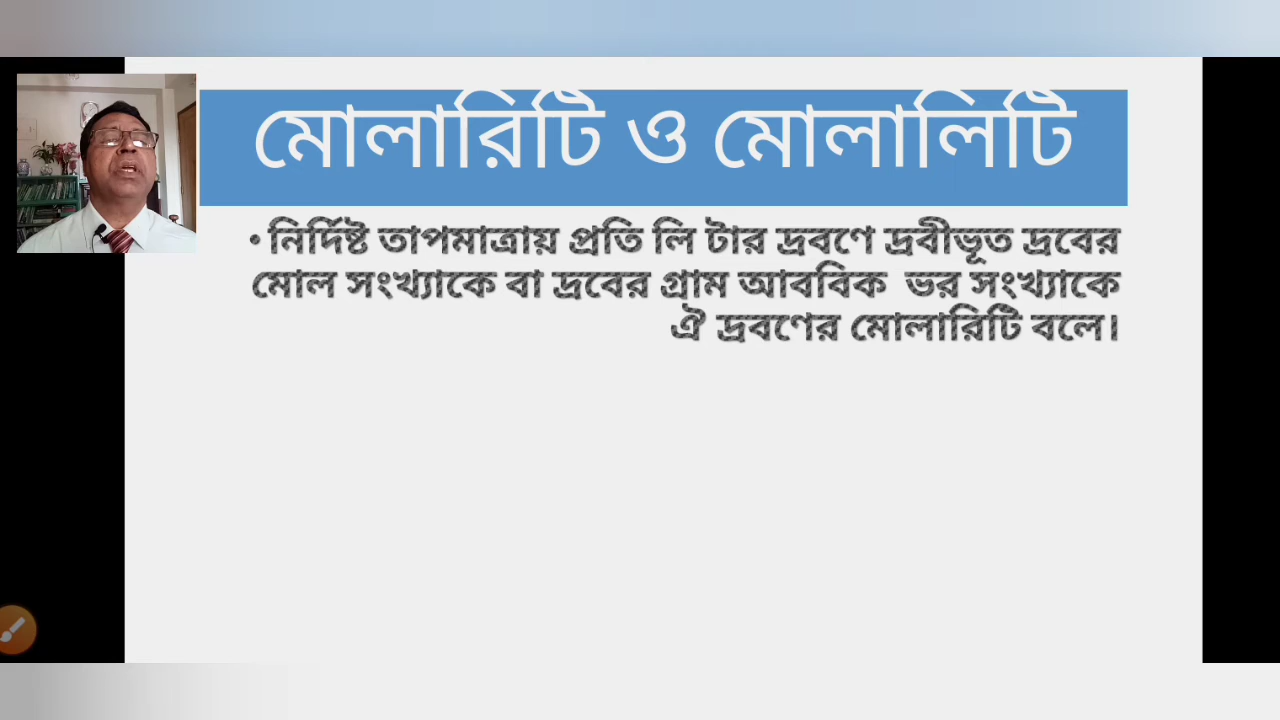 মোলারিটি ও মোলালিটি
• নির্দিষ্ট তাপমাত্রায় প্রতি লি টার দ্রবণে দ্রবীভূত দ্রবের
মোল সংখ্যাকে বা দ্রবের গ্রাম আববিক ভর সংখ্যাকে
ঐ দ্রবণের মোলারিটি বলে।